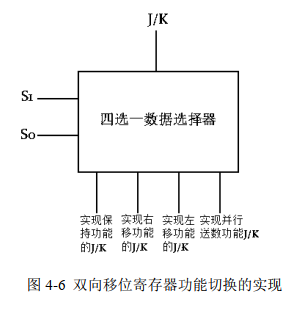 J/K
S1
S0
四选一数据选择器
实现保 实现右 实现左 实现并行
持功能 移功能 移功能 送数功能J/K
的J/K 的J/K 的J/K
图 4-6 双向移位寄存器功能切换的实现